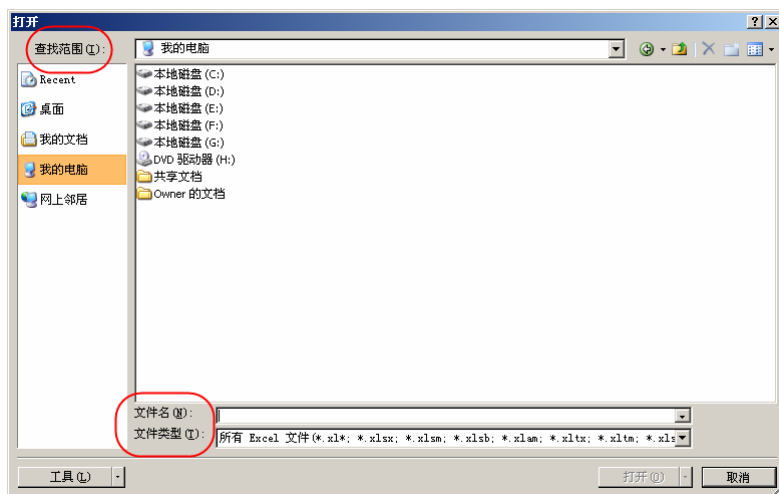 打开
查找范围(I):
我的电脑
Recent
桌面
我的文档
我的电脑
网上邻居
本地磁盘 (C:)
本地磁盘 (D:)
本地磁盘 (E:)
本地磁盘 (F:)
本地磁盘 (G:)
DVD 驱动器 (H:)
共享文档
Owner 的文档
文件名(N):
文件类型(T):
所有 Excel 文件(*.xl*; *.xlsx; *.xlsm; *.xlsb; *.xlam; *.xltx; *.xltm; *.xls
工具(L)
打开(O)
取消